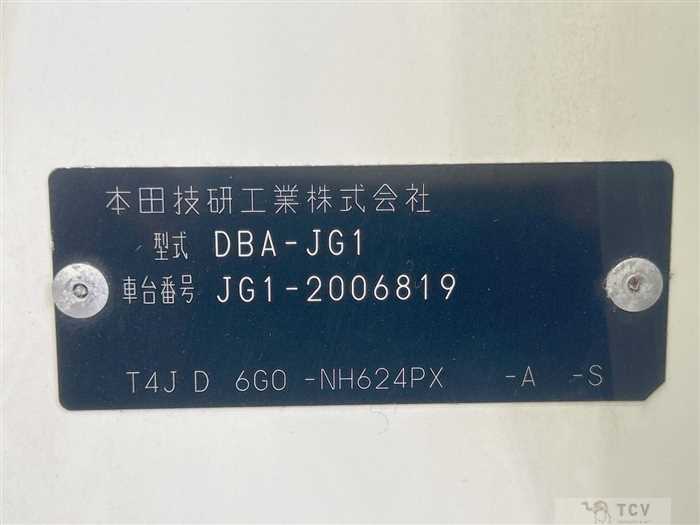 本田技研工業株式会社
型式 DBA-JG1
車台番号 JG1-2006819
T4J D 6G0 -NH624PX -A -S
TCV